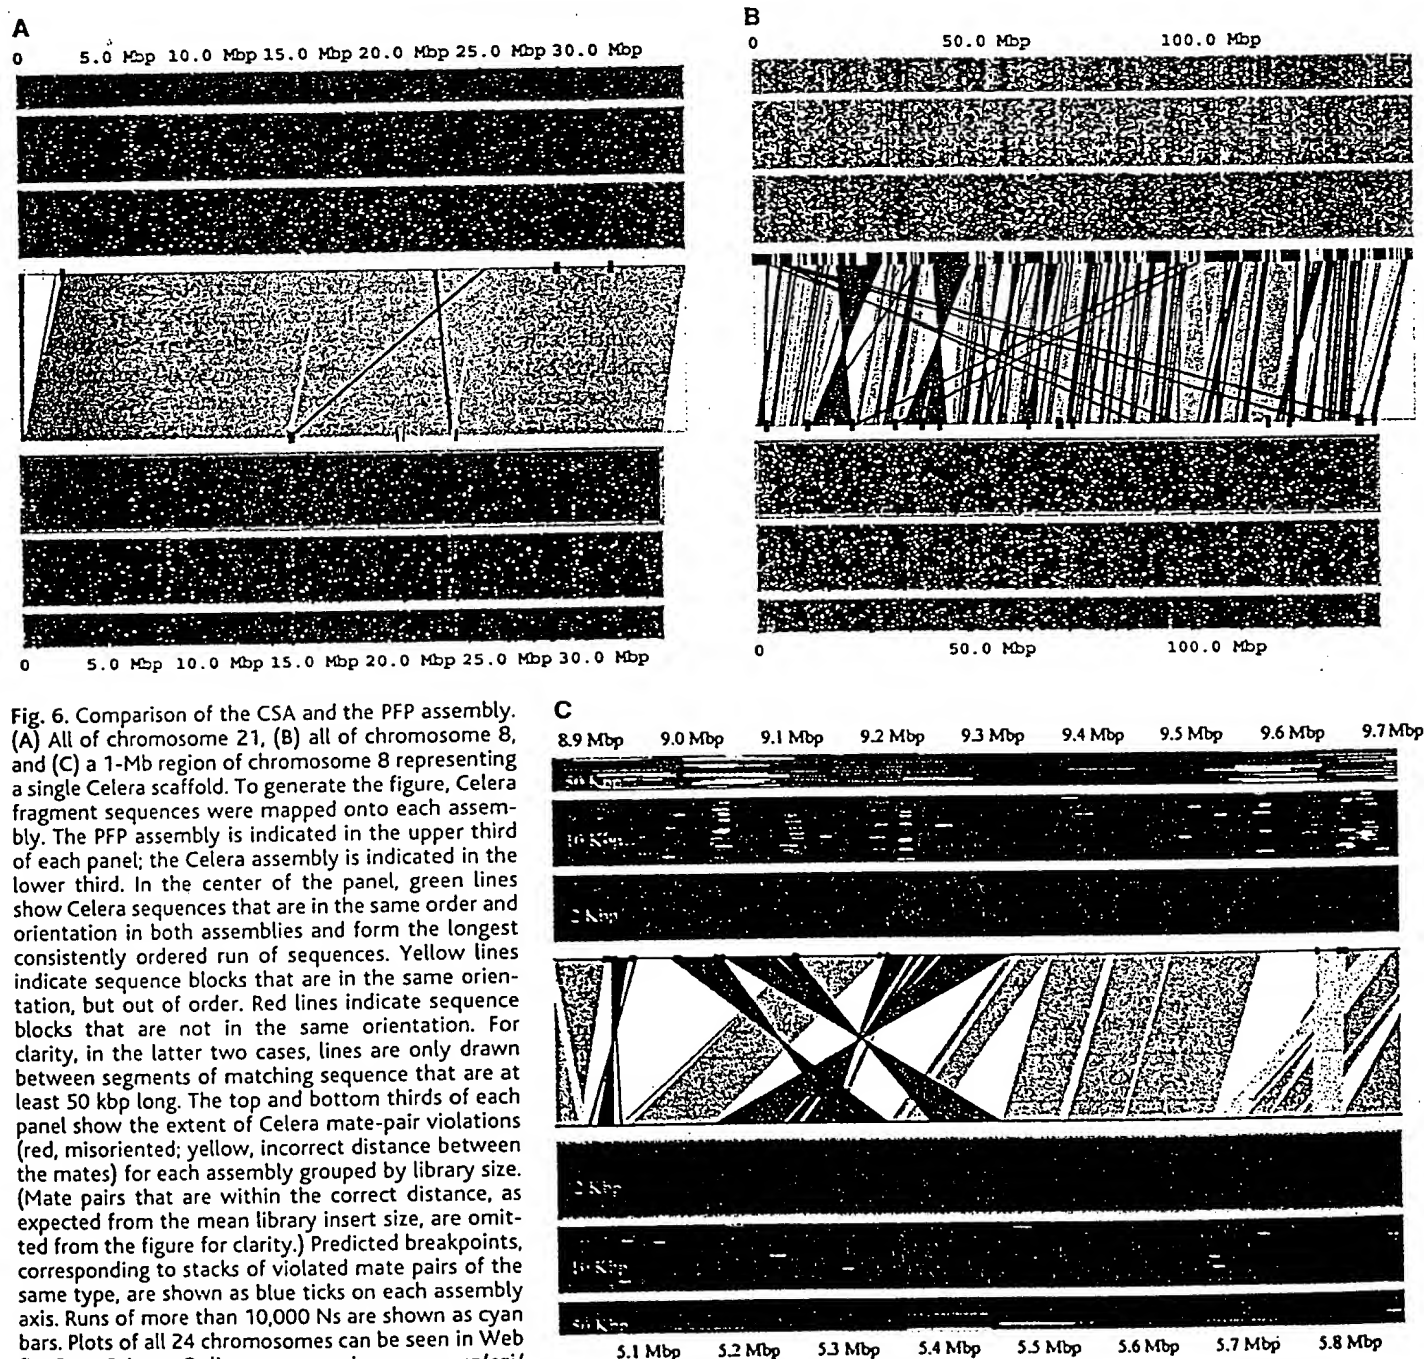 A
0 5.0 Mbp 10.0 Mbp 15.0 Mbp 20.0 Mbp 25.0 Mbp 30.0 Mbp
0 5.0 Mbp 10.0 Mbp 15.0 Mbp 20.0 Mbp 25.0 Mbp 30.0 Mbp
B
0 50.0 Mbp 100.0 Mbp
0 50.0 Mbp 100.0 Mbp
Fig. 6. Comparison of the CSA and the PFP assembly.
(A) All of chromosome 21, (B) all of chromosome 8,
and (C) a 1-Mb region of chromosome 8 representing
a single Celera scaffold. To generate the figure, Celera
fragment sequences were mapped onto each assem-
bly. The PFP assembly is indicated in the upper third
of each panel; the Celera assembly is indicated in the
lower third. In the center of the panel, green lines
show Celera sequences that are in the same order and
orientation in both assemblies and form the longest
consistently ordered run of sequences. Yellow lines
indicate sequence blocks that are in the same orien-
tation, but out of order. Red lines indicate sequence
blocks that are not in the same orientation. For
clarity, in the latter two cases, lines are only drawn
between segments of matching sequence that are at
least 50 kbp long. The top and bottom thirds of each
panel show the extent of Celera mate-pair violations
(red, misoriented; yellow, incorrect distance between
the mates) for each assembly grouped by library size.
(Mate pairs that are within the correct distance, as
expected from the mean library insert size, are omit-
ted from the figure for clarity.) Predicted breakpoints,
corresponding to stacks of violated mate pairs of the
same type, are shown as blue ticks on each assembly
axis. Runs of more than 10,000 Ns are shown as cyan
bars. Plots of all 24 chromosomes can be seen in Web
C
8.9 Mbp 9.0 Mbp 9.1 Mbp 9.2 Mbp 9.3 Mbp 9.4 Mbp 9.5 Mbp 9.6 Mbp 9.7 Mbp
50 Kbp
10 Kbp
2 Kbp
2 Kbp
10 Kbp
50 Kbp
5.1 Mbp 5.2 Mbp 5.3 Mbp 5.4 Mbp 5.5 Mbp 5.6 Mbp 5.7 Mbp 5.8 Mbp